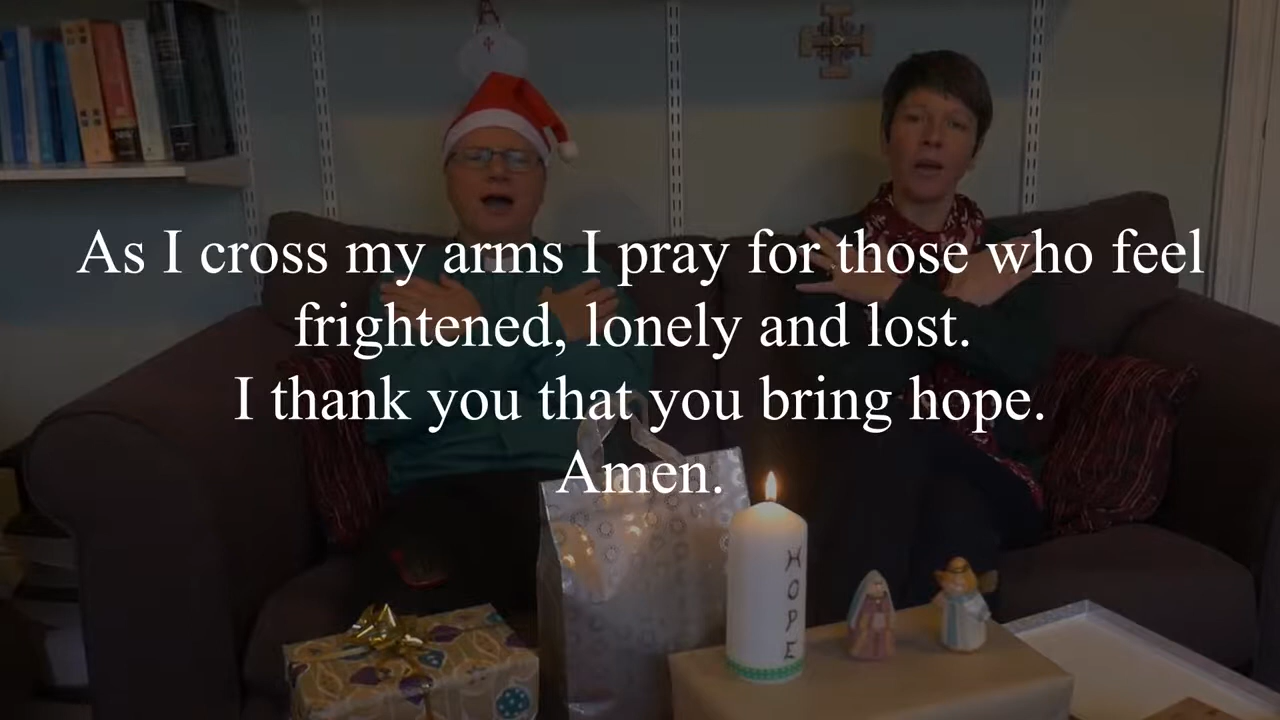 As I cross my arms I pray for those who feel
frightened, lonely and lost.
I thank you that you bring hope.
Amen.
HOPE